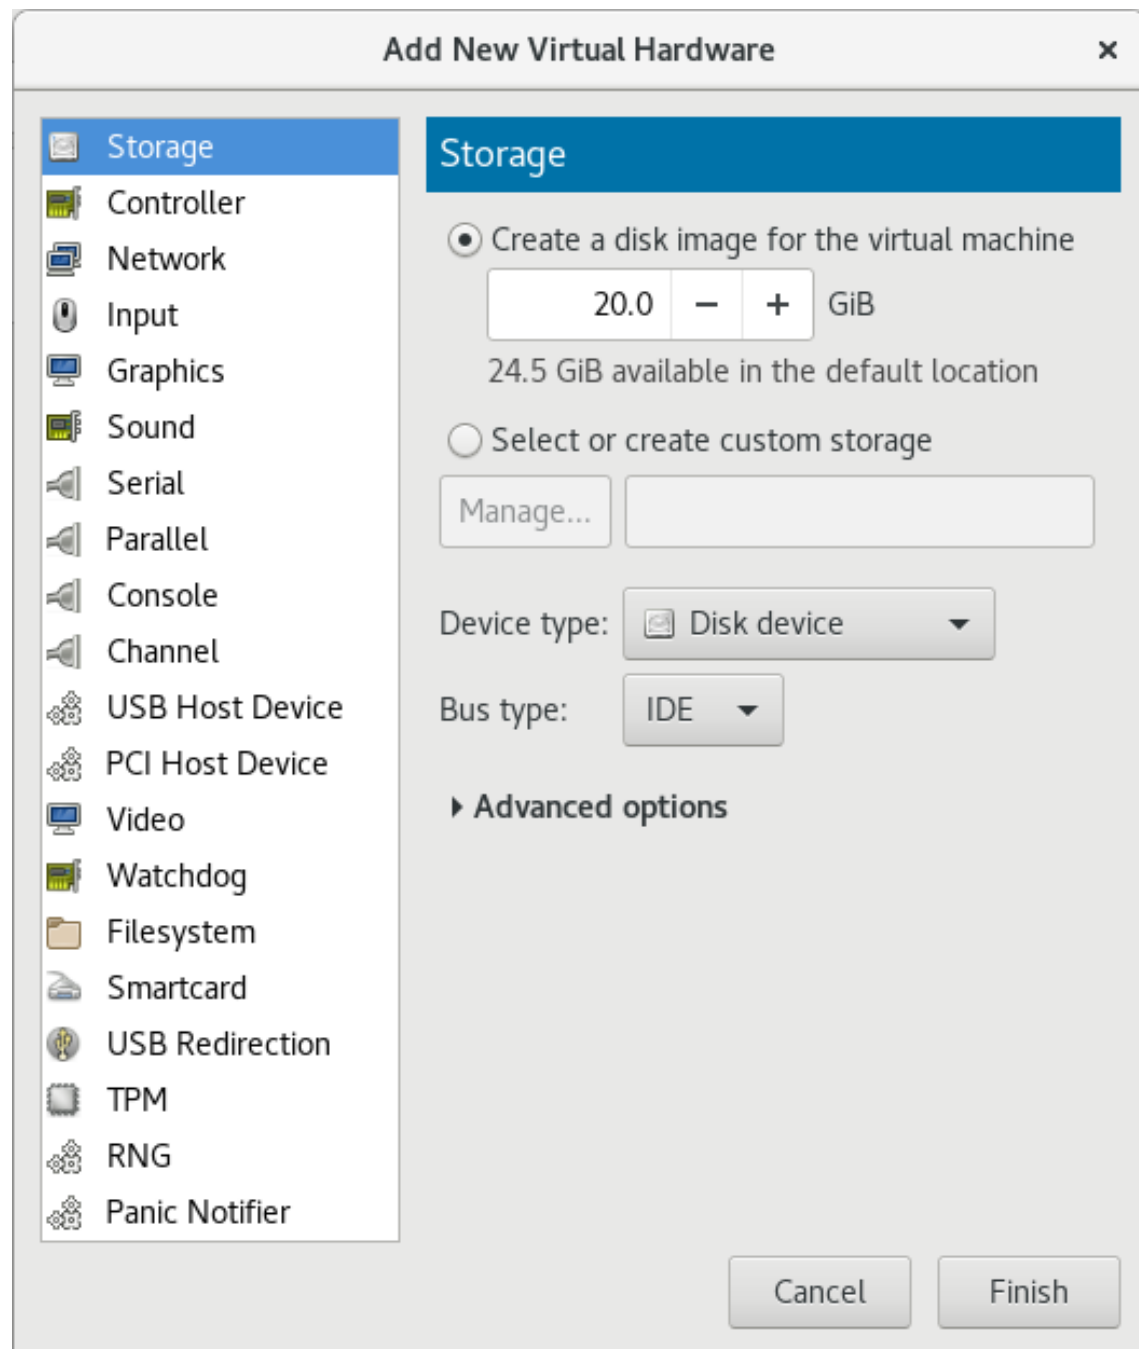 Add New Virtual Hardware
Storage
Controller
Network
Input
Graphics
Sound
Serial
Parallel
Console
Channel
USB Host Device
PCI Host Device
Video
Watchdog
Filesystem
Smartcard
USB Redirection
TPM
RNG
Panic Notifier
Storage
Create a disk image for the virtual machine
20.0 − + GiB
24.5 GiB available in the default location
Select or create custom storage
Manage...
Device type: Disk device
Bus type: IDE
Advanced options
Cancel Finish